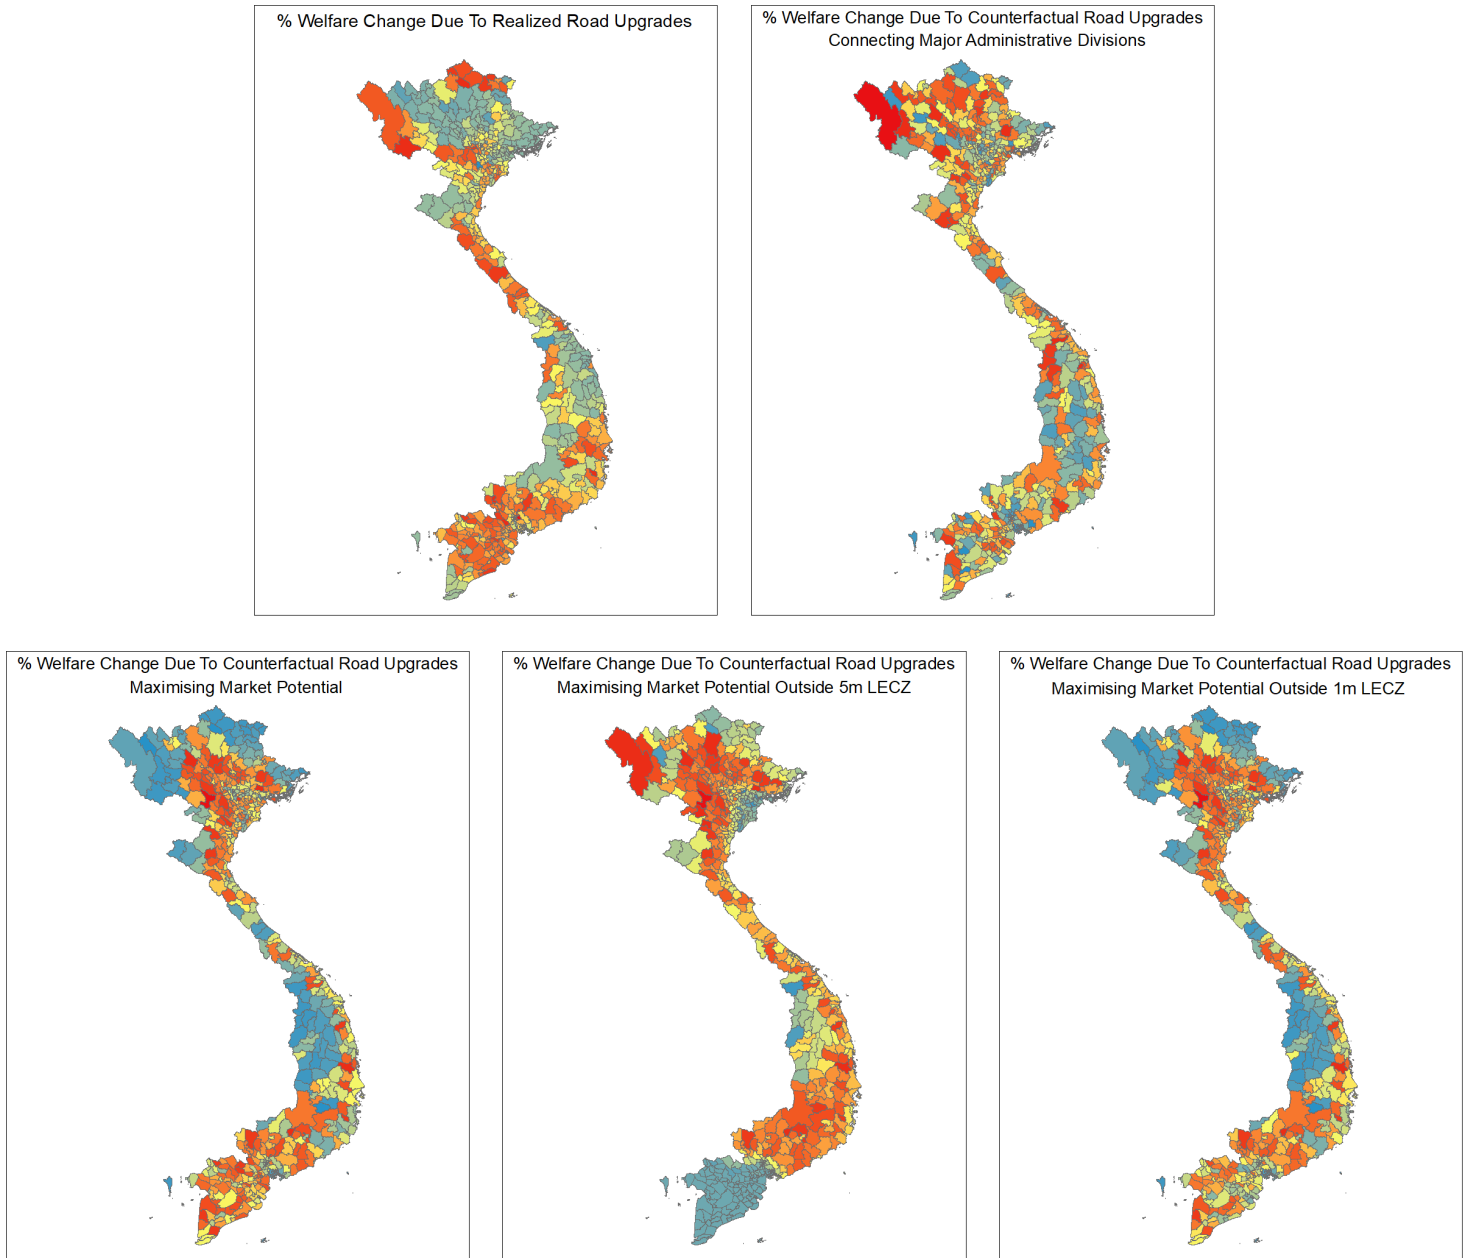 % Welfare Change Due To Realized Road Upgrades
% Welfare Change Due To Counterfactual Road Upgrades
Connecting Major Administrative Divisions
% Welfare Change Due To Counterfactual Road Upgrades
Maximising Market Potential
% Welfare Change Due To Counterfactual Road Upgrades
Maximising Market Potential Outside 5m LECZ
% Welfare Change Due To Counterfactual Road Upgrades
Maximising Market Potential Outside 1m LECZ